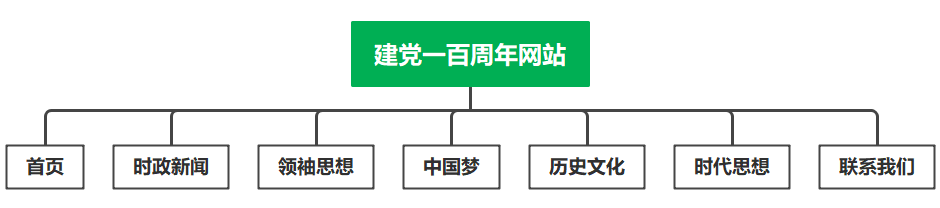 建党一百周年网站
首页
时政新闻
领袖思想
中国梦
历史文化
时代思想
联系我们